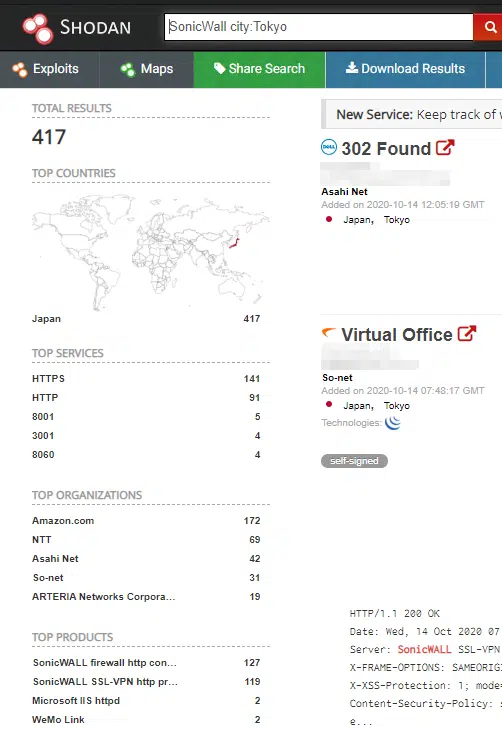 SHODAN
SonicWall city:Tokyo
Exploits
Maps
Share Search
Download Results
TOTAL RESULTS
417
TOP COUNTRIES
Japan 417
TOP SERVICES
HTTPS 141
HTTP 91
8001 5
3001 4
8060 4
TOP ORGANIZATIONS
Amazon.com 172
NTT 69
Asahi Net 42
So-net 31
ARTERIA Networks Corpora... 19
TOP PRODUCTS
SonicWALL firewall http con... 127
SonicWALL SSL-VPN http pr... 119
Microsoft IIS httpd 2
WeMo Link 2
New Service: Keep track of
DELL
302 Found
Asahi Net
Added on 2020-10-14 12:05:19 GMT
Japan, Tokyo
Virtual Office
So-net
Added on 2020-10-14 07:48:17 GMT
Japan, Tokyo
Technologies:
self-signed
HTTP/1.1 200 OK
Date: Wed, 14 Oct 2020 07
Server: SonicWALL SSL-VPN
X-FRAME-OPTIONS: SAMEORIG
X-XSS-Protection: 1; mode=
Content-Security-Policy:
e...